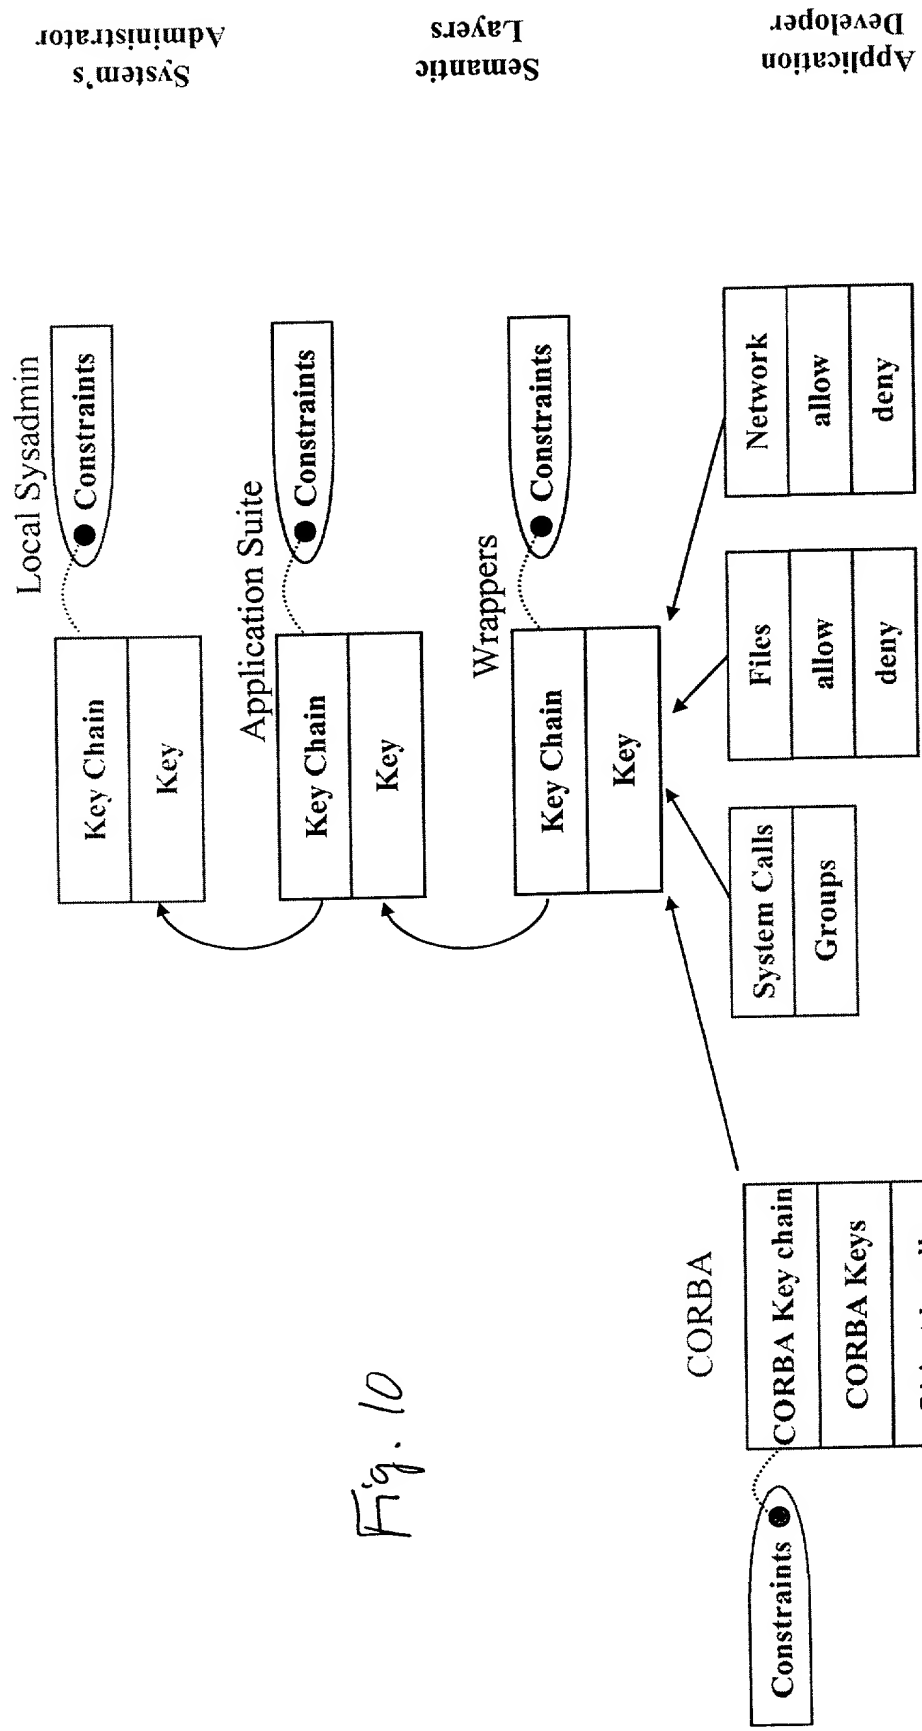 Local Sysadmin
Key Chain
Key
Constraints
System's
Administrator
Application Suite
Key Chain
Key
Constraints
Semantic
Layers
Wrappers
Key Chain
Key
Constraints
CORBA
Constraints
CORBA Key chain
CORBA Keys
System Calls
Groups
Files
allow
deny
Network
allow
deny
Application
Developer
Fig. 10